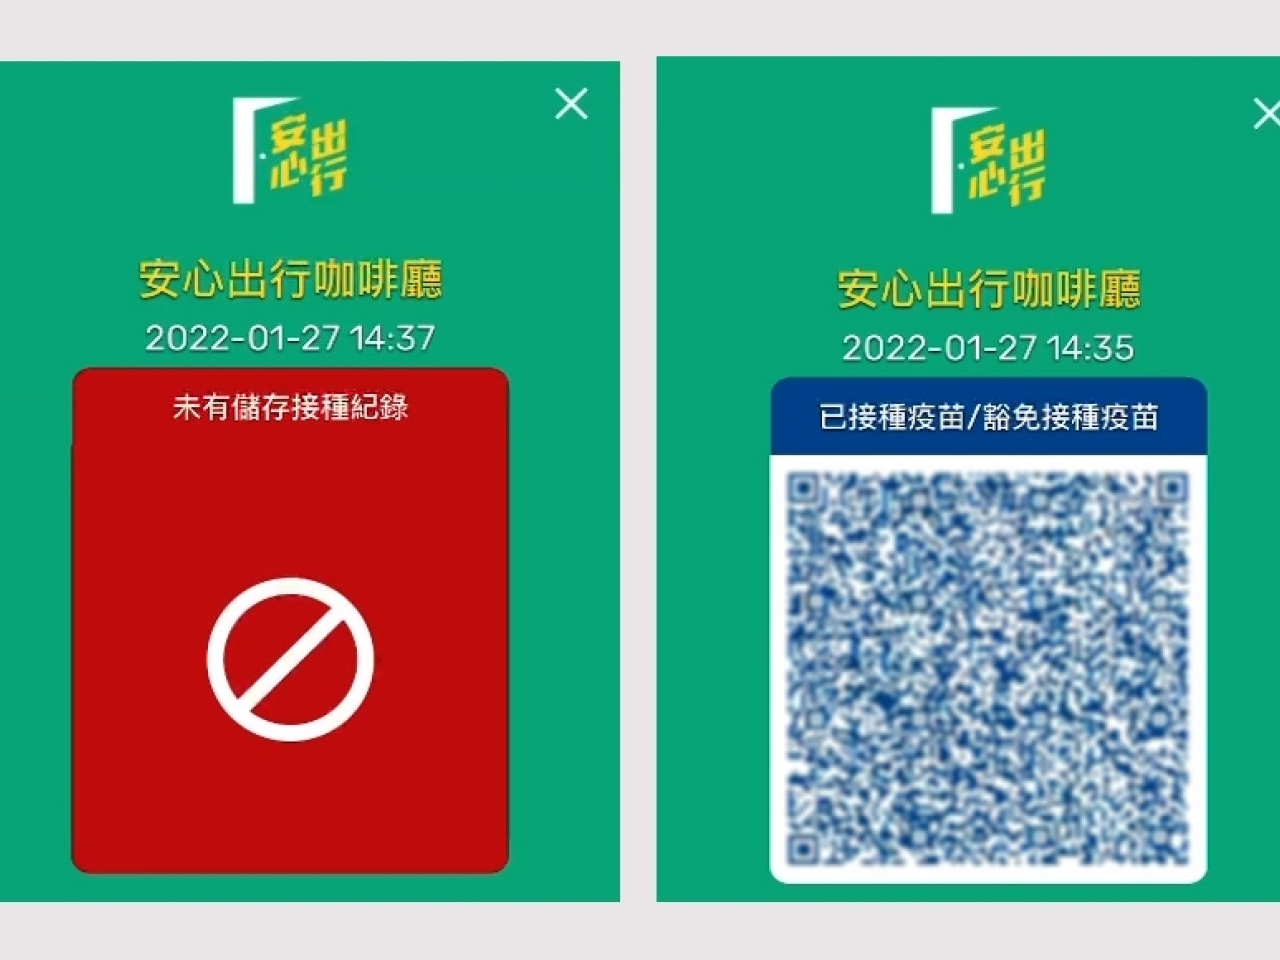 安心出行
安心出行咖啡廳
2022-01-27 14:37
未有儲存接種紀錄
安心出行
安心出行咖啡廳
2022-01-27 14:35
已接種疫苗/豁免接種疫苗